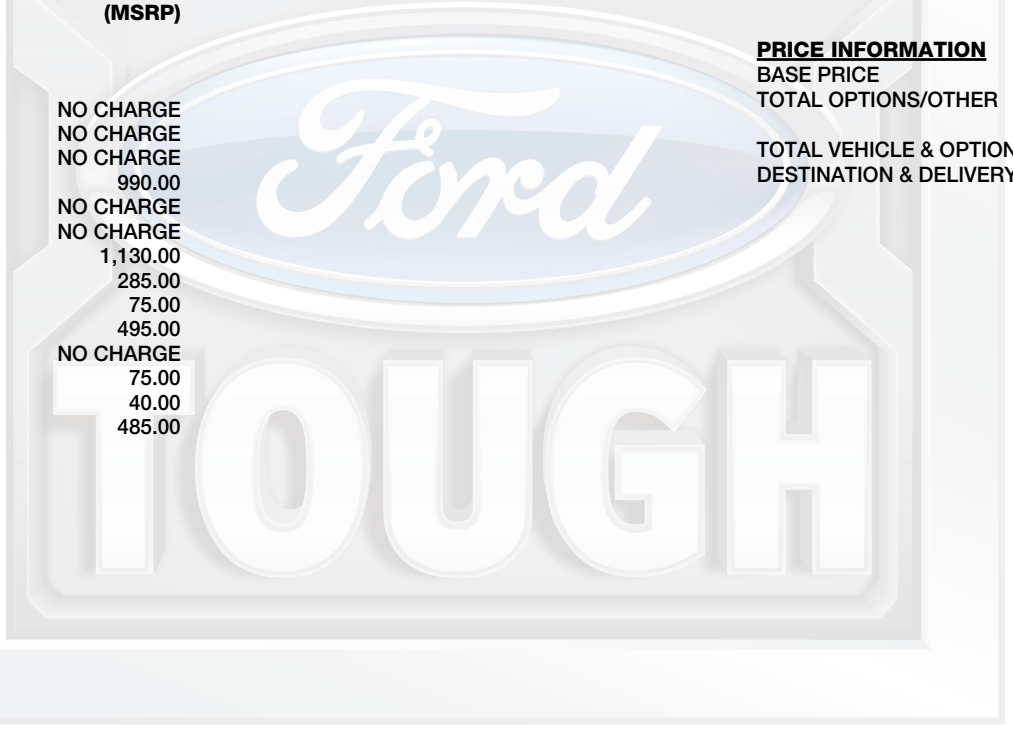 (MSRP)
NO CHARGE
NO CHARGE
NO CHARGE
990.00
NO CHARGE
NO CHARGE
1,130.00
285.00
75.00
495.00
NO CHARGE
75.00
40.00
485.00
PRICE INFORMATION
BASE PRICE
TOTAL OPTIONS/OTHER
TOTAL VEHICLE & OPTION
DESTINATION & DELIVERY
Ford
TOUGH